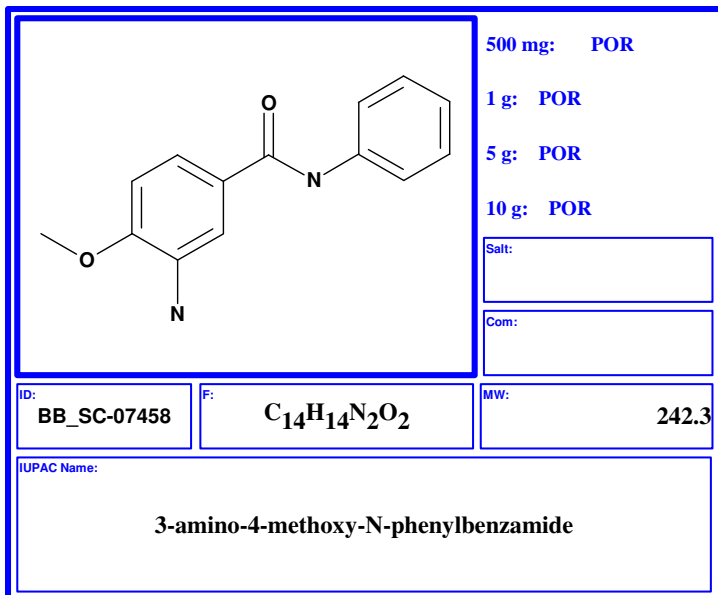 500 mg: POR
1 g: POR
5 g: POR
10 g: POR
O
N
O
N
Salt:
Com:
ID:
BB_SC-07458
F:
C14H14N2O2
MW:
242.3
IUPAC Name:
3-amino-4-methoxy-N-phenylbenzamide